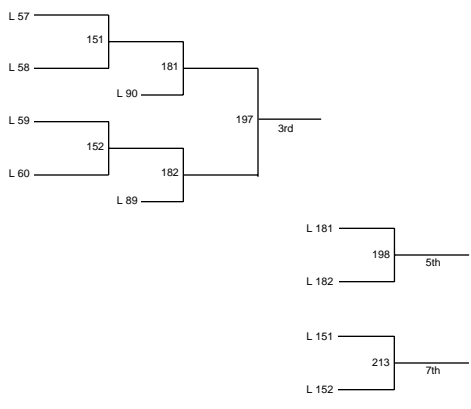 L 57
151
L 58
181
L 90
L 59
197
3rd
152
L 60
182
L 89
L 181
198
5th
L 182
L 151
213
7th
L 152